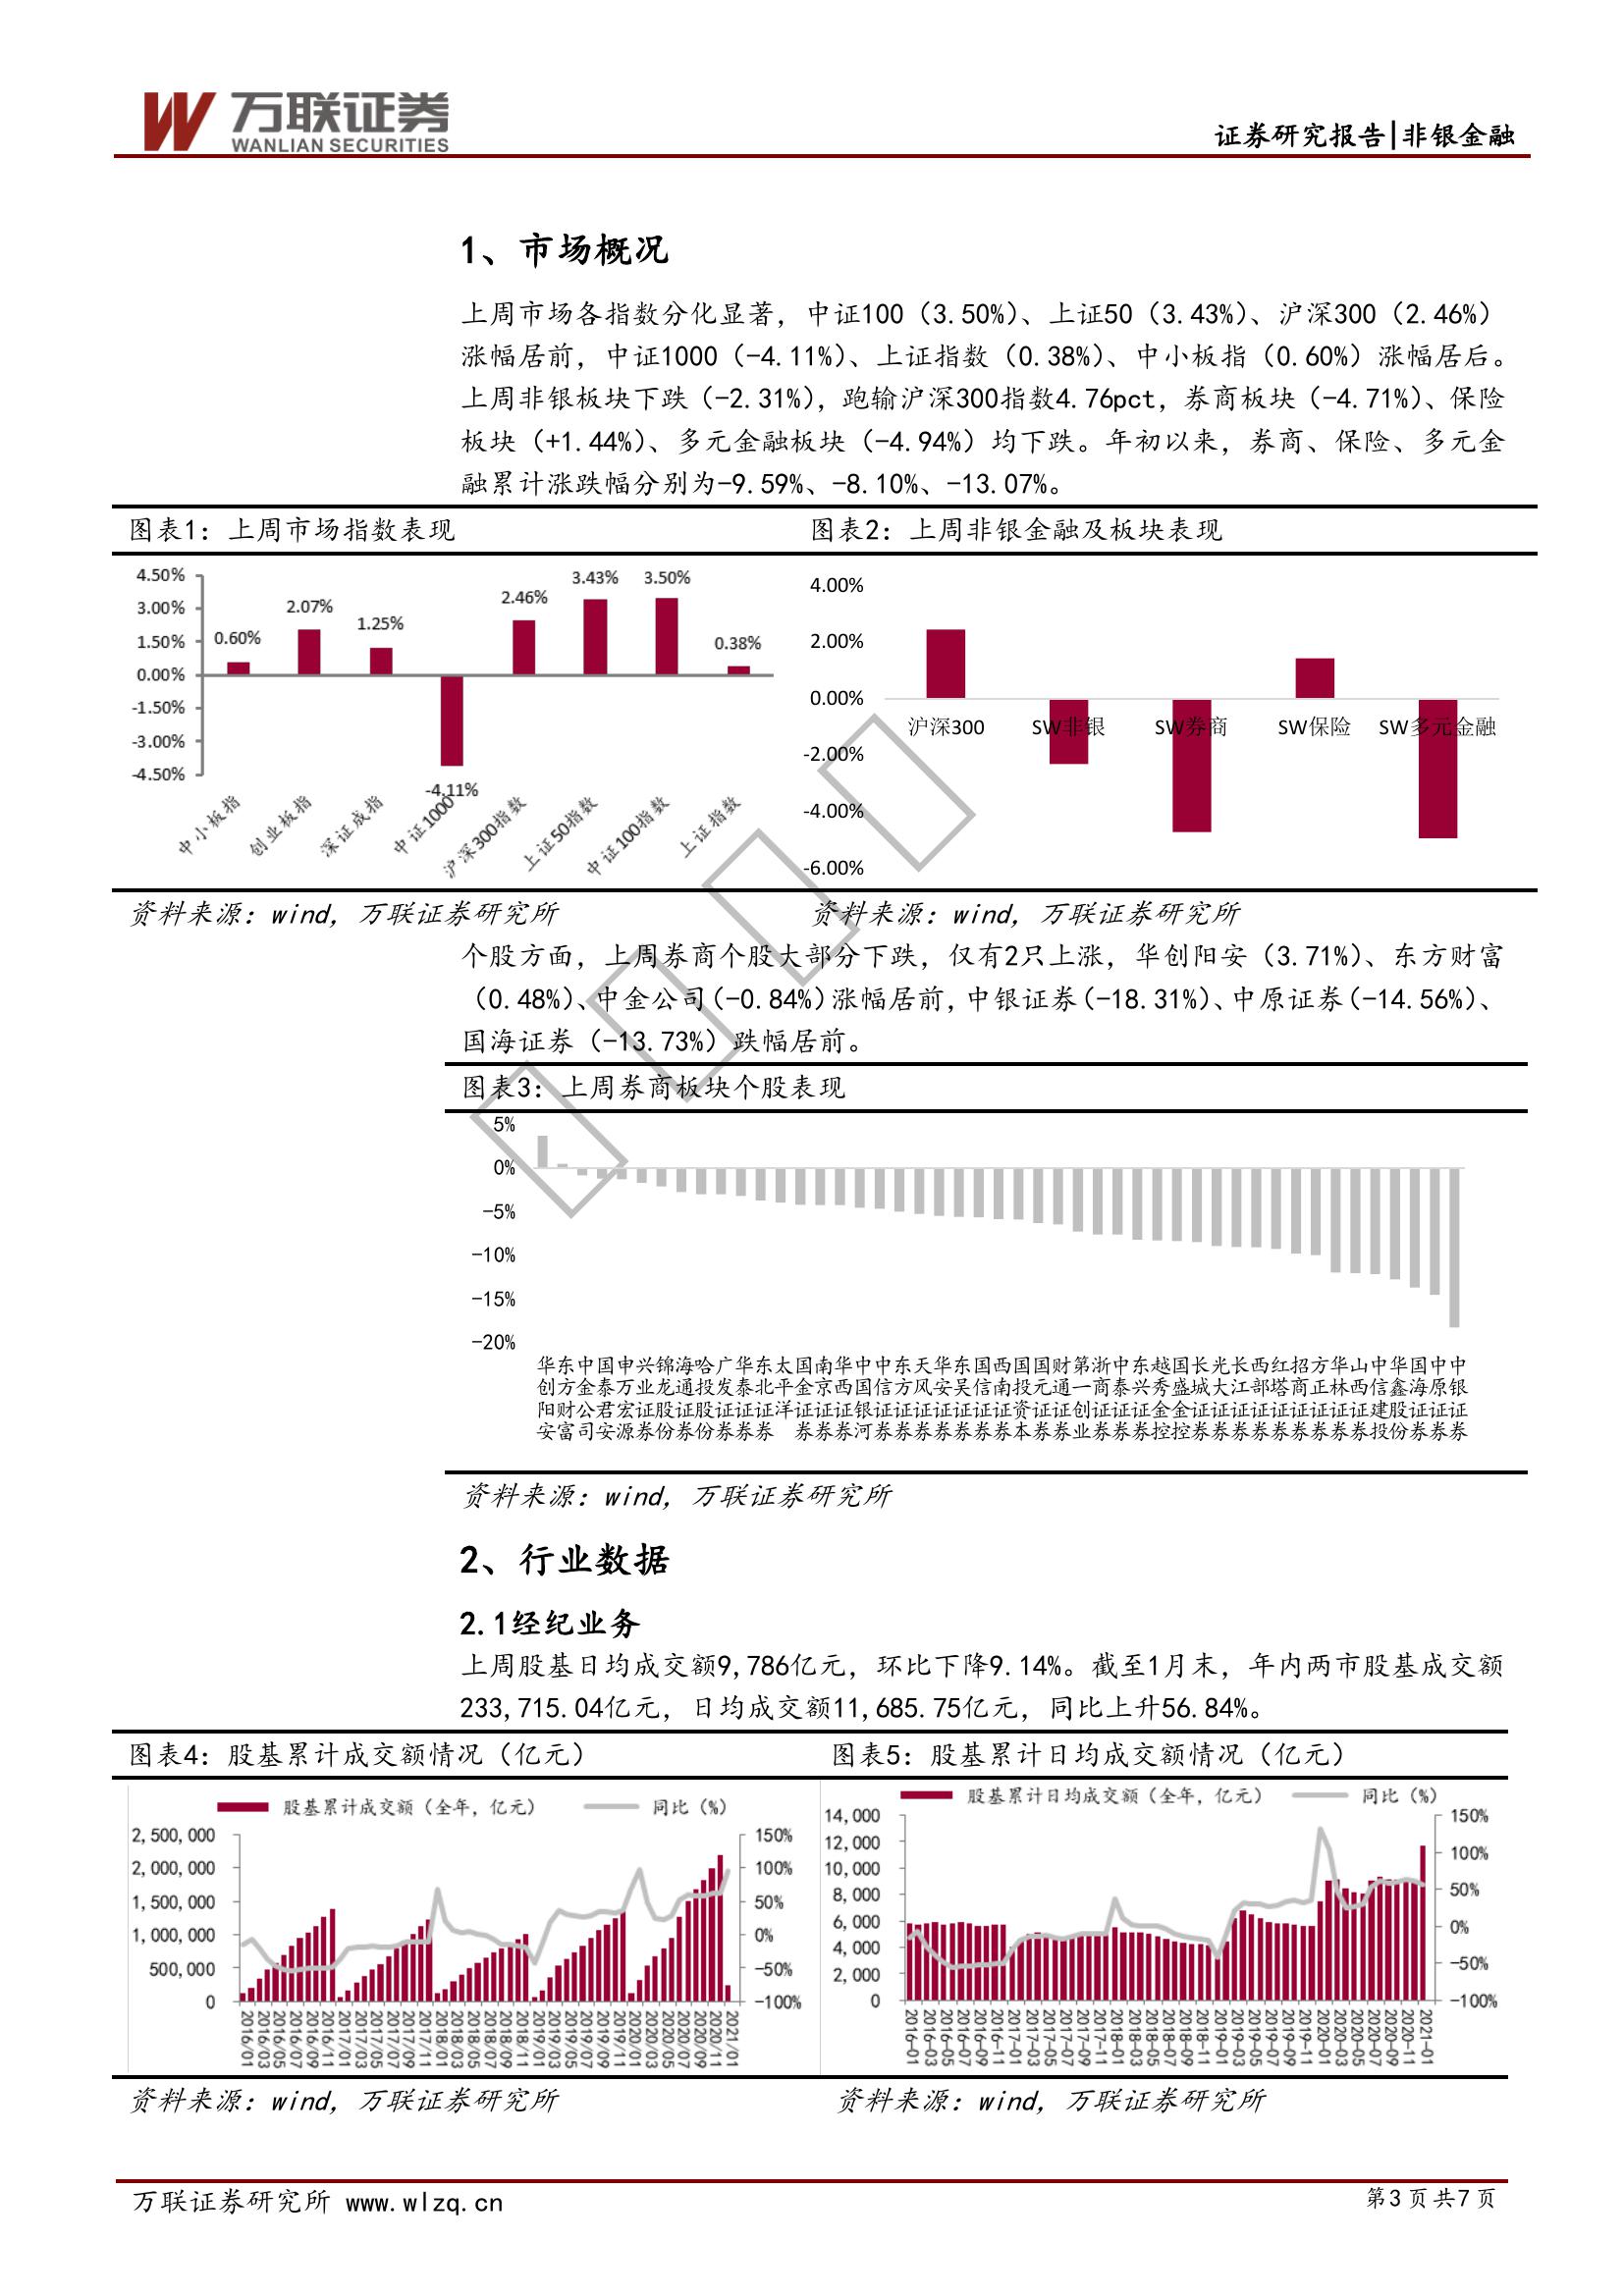 万联证券
WANLIAN SECURITIES
证券研究报告|非银金融
1、市场概况
上周市场各指数分化显著，中证100（3.50%）、上证50（3.43%）、沪深300（2.46%）
涨幅居前，中证1000（-4.11%）、上证指数（0.38%）、中小板指（0.60%）涨幅居后。
上周非银板块下跌（-2.31%），跑输沪深300指数4.76pct，券商板块（-4.71%）、保险
板块（+1.44%）、多元金融板块（-4.94%）均下跌。年初以来，券商、保险、多元金
融累计涨跌幅分别为-9.59%、-8.10%、-13.07%。
图表1：上周市场指数表现
4.50%
3.00%
1.50%
0.00%
-1.50%
-3.00%
-4.50%
0.60%
2.07%
1.25%
-4.11%
2.46%
3.43%
3.50%
0.38%
中小板指
创业板指
深证成指
中证1000
沪深300指数
上证50指数
中证100指数
上证指数
图表2：上周非银金融及板块表现
4.00%
2.00%
0.00%
-2.00%
-4.00%
-6.00%
沪深300
SW非银
SW券商
SW保险
SW多元金融
资料来源：wind，万联证券研究所
资料来源：wind，万联证券研究所
个股方面，上周券商个股大部分下跌，仅有2只上涨，华创阳安（3.71%）、东方财富
（0.48%）、中金公司（-0.84%）涨幅居前，中银证券（-18.31%）、中原证券（-14.56%）、
国海证券（-13.73%）跌幅居前。
图表3：上周券商板块个股表现
5%
0%
-5%
-10%
-15%
-20%
华东中国申兴锦海哈广华东太国南华中中东天华东国西国国财第浙中东越国长光长西红招方华山中华国中中
创方金泰万业龙通投发泰北平金京西国信方风安吴信南投元通一商泰兴秀盛城大江部塔商正林西信鑫海原银
阳财公君宏证股证股证证证洋证证证银证证证证证证证资证证创证证证金金证证证证证证证证证建股证证证
安富司安源券份券份券券券　券券券河券券券券券券券本券券业券券券控控券券券券券券券券券投份券券券
资料来源：wind，万联证券研究所
2、行业数据
2.1经纪业务
上周股基日均成交额9,786亿元，环比下降9.14%。截至1月末，年内两市股基成交额
233,715.04亿元，日均成交额11,685.75亿元，同比上升56.84%。
图表4：股基累计成交额情况（亿元）
股基累计成交额（全年，亿元）
同比（%）
2,500,000
2,000,000
1,500,000
1,000,000
500,000
0
150%
100%
50%
0%
-50%
-100%
2016/01
2016/03
2016/05
2016/07
2016/09
2016/11
2017/01
2017/03
2017/05
2017/07
2017/09
2017/11
2018/01
2018/03
2018/05
2018/07
2018/09
2018/11
2019/01
2019/03
2019/05
2019/07
2019/09
2019/11
2020/01
2020/03
2020/05
2020/07
2020/09
2020/11
2021/01
图表5：股基累计日均成交额情况（亿元）
股基累计日均成交额（全年，亿元）
同比（%）
14,000
12,000
10,000
8,000
6,000
4,000
2,000
0
150%
100%
50%
0%
-50%
-100%
2016-01
2016-03
2016-05
2016-07
2016-09
2016-11
2017-01
2017-03
2017-05
2017-07
2017-09
2017-11
2018-01
2018-03
2018-05
2018-07
2018-09
2018-11
2019-01
2019-03
2019-05
2019-07
2019-09
2019-11
2020-01
2020-03
2020-05
2020-07
2020-09
2020-11
2021-01
资料来源：wind，万联证券研究所
资料来源：wind，万联证券研究所
万联证券研究所 www.wlzq.cn
第3页共7页